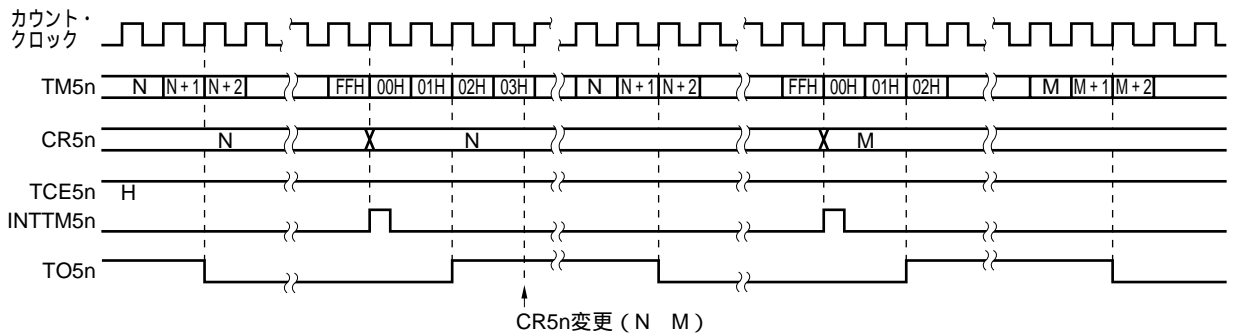 カウント・
クロック
TM5n N N + 1 N + 2 FFH 00H 01H 02H 03H N N + 1 N + 2 FFH 00H 01H 02H M M + 1 M + 2
CR5n N N M
TCE5n H
INTTM5n
TO5n
CR5n変更（N M）